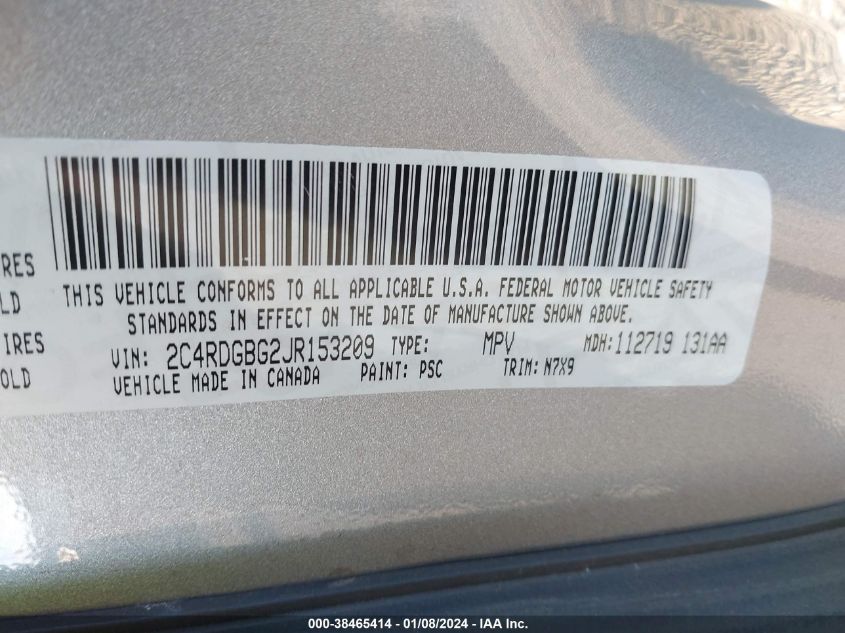 THIS VEHICLE CONFORMS TO ALL APPLICABLE U.S.A. FEDERAL MOTOR VEHICLE SAFETY
STANDARDS IN EFFECT ON THE DATE OF MANUFACTURE SHOWN ABOVE.
VIN: 2C4RDGBG2JR153209 TYPE: MPV MDH: 112719 131AA
VEHICLE MADE IN CANADA PAINT: PSC TRIM: N7X9
RES
LD
IRES
OLD
000-38465414 - 01/08/2024 - IAA Inc.